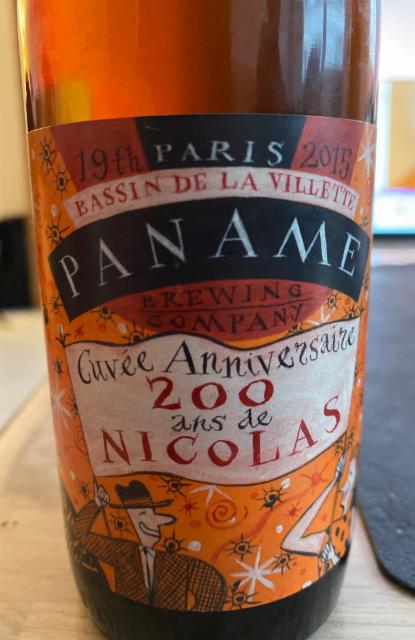 19th PARIS 2015
BASSIN DE LA VILLETTE
PANAME
BREWING
COMPANY
Cuvée Anniversaire
200
ans de
NICOLAS